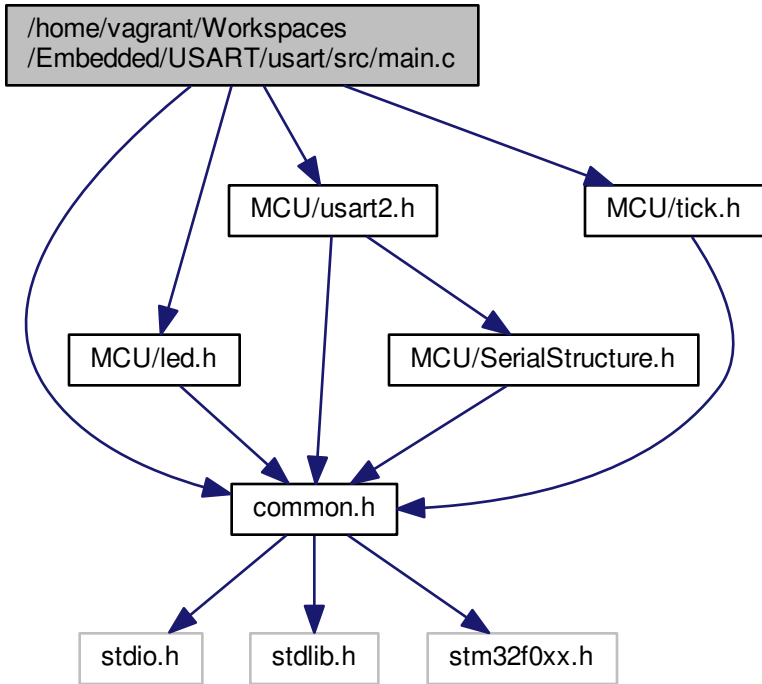 /home/vagrant/Workspaces
/Embedded/USART/usart/src/main.c
MCU/usart2.h
MCU/tick.h
MCU/led.h
MCU/SerialStructure.h
common.h
stdio.h
stdlib.h
stm32f0xx.h